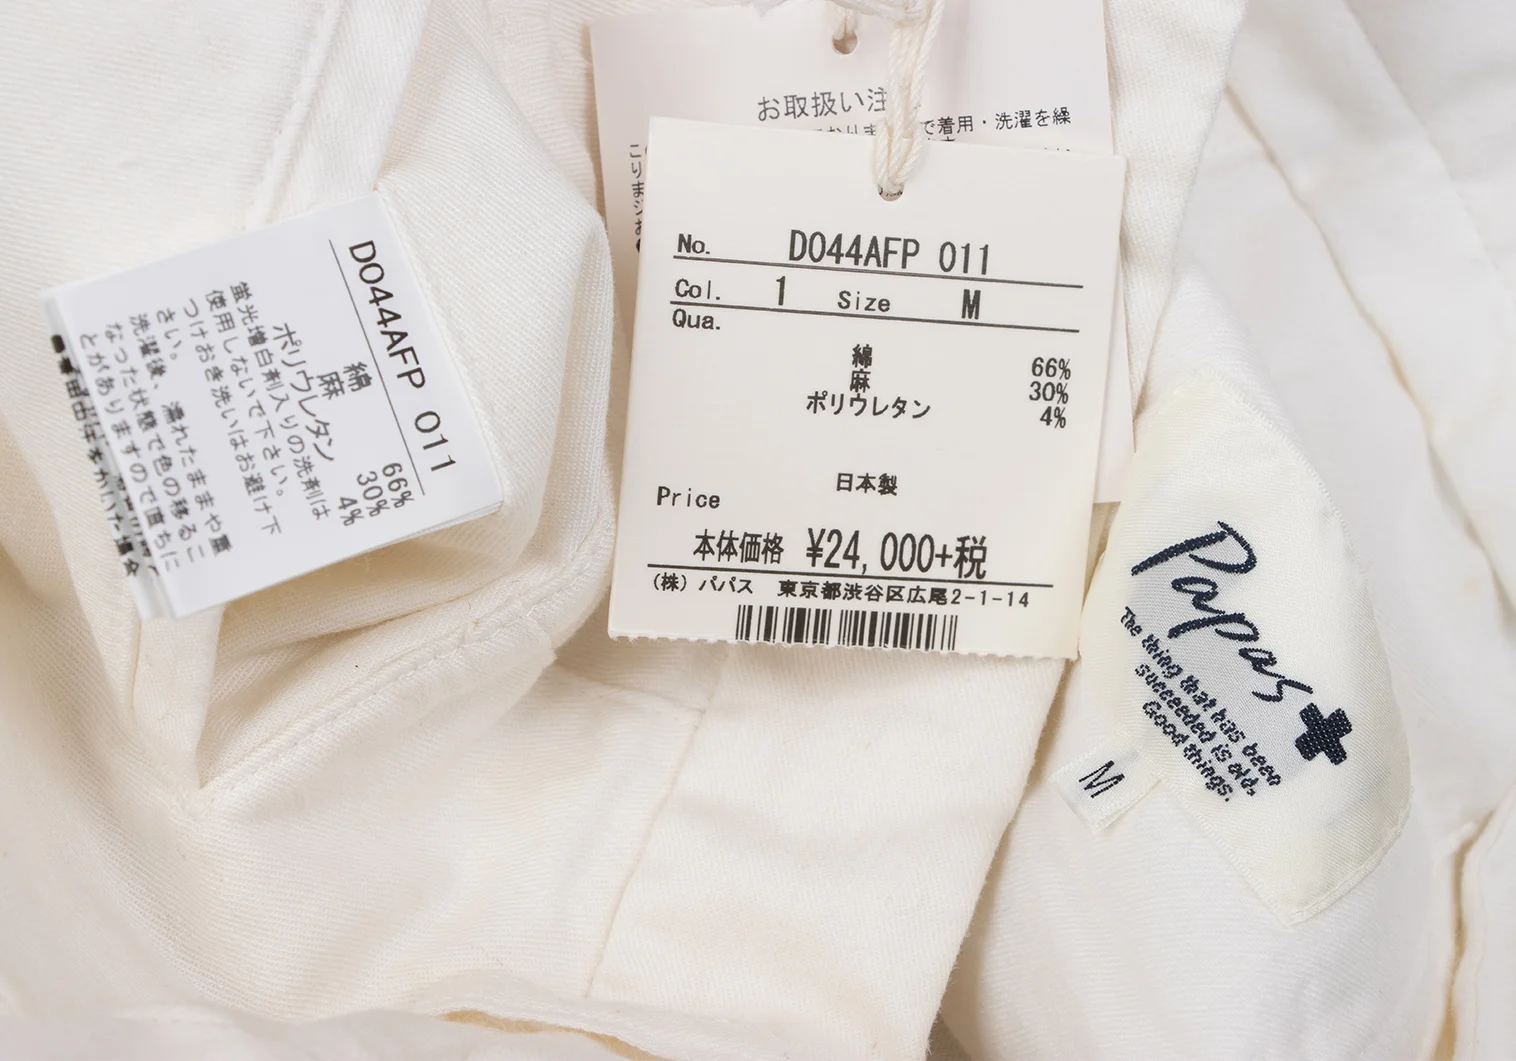 D044AFP 011
綿 66%
麻 30%
ポリウレタン 4%
蛍光増白剤入りの洗剤は
使用しないで下さい。
つけおき洗いはお避け下
さい。
洗濯後、濡れたままや重
なった状態で色の移るこ
とがありますので直ちに
お取扱い注
で着用・洗濯を繰
No. D044AFP 011
Col. 1 Size M
Qua.
綿 66%
麻 30%
ポリウレタン 4%
日本製
Price
本体価格 ¥24,000+税
(株) パパス 東京都渋谷区広尾2-1-14
Papas+
The thing that has been
succeeded is old.
Good things.
M